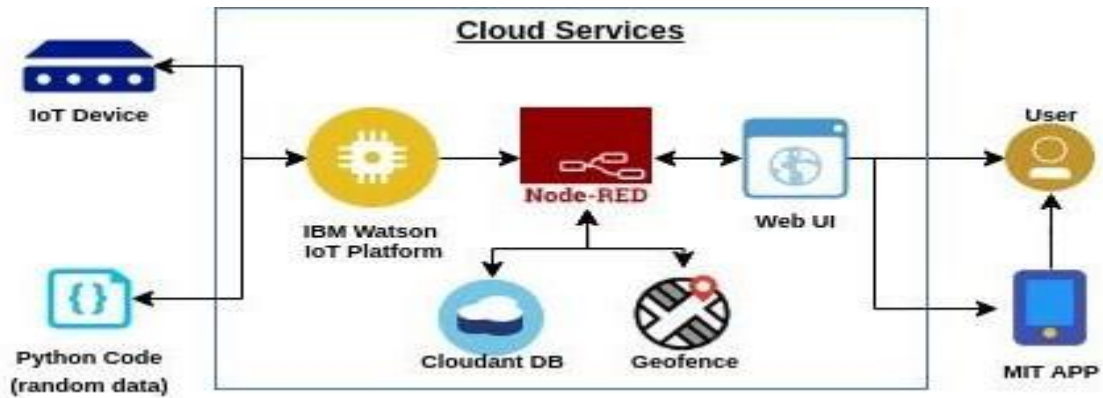 Cloud Services
IoT Device
User
Node-RED
Web UI
IBM Watson
IoT Platform
{ }
Python Code
(random data)
Cloudant DB
Geofence
MIT APP